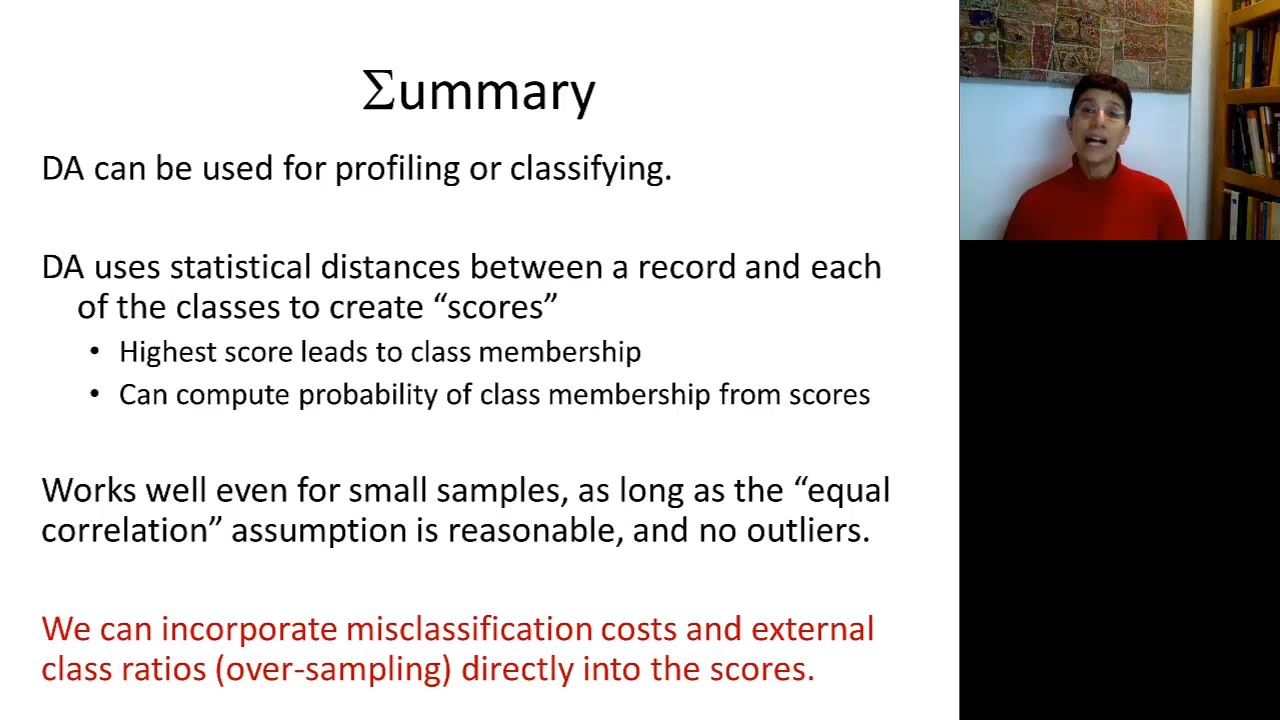 Σummary
DA can be used for profiling or classifying.
DA uses statistical distances between a record and each
of the classes to create “scores”
• Highest score leads to class membership
• Can compute probability of class membership from scores
Works well even for small samples, as long as the “equal
correlation” assumption is reasonable, and no outliers.
We can incorporate misclassification costs and external
class ratios (over-sampling) directly into the scores.